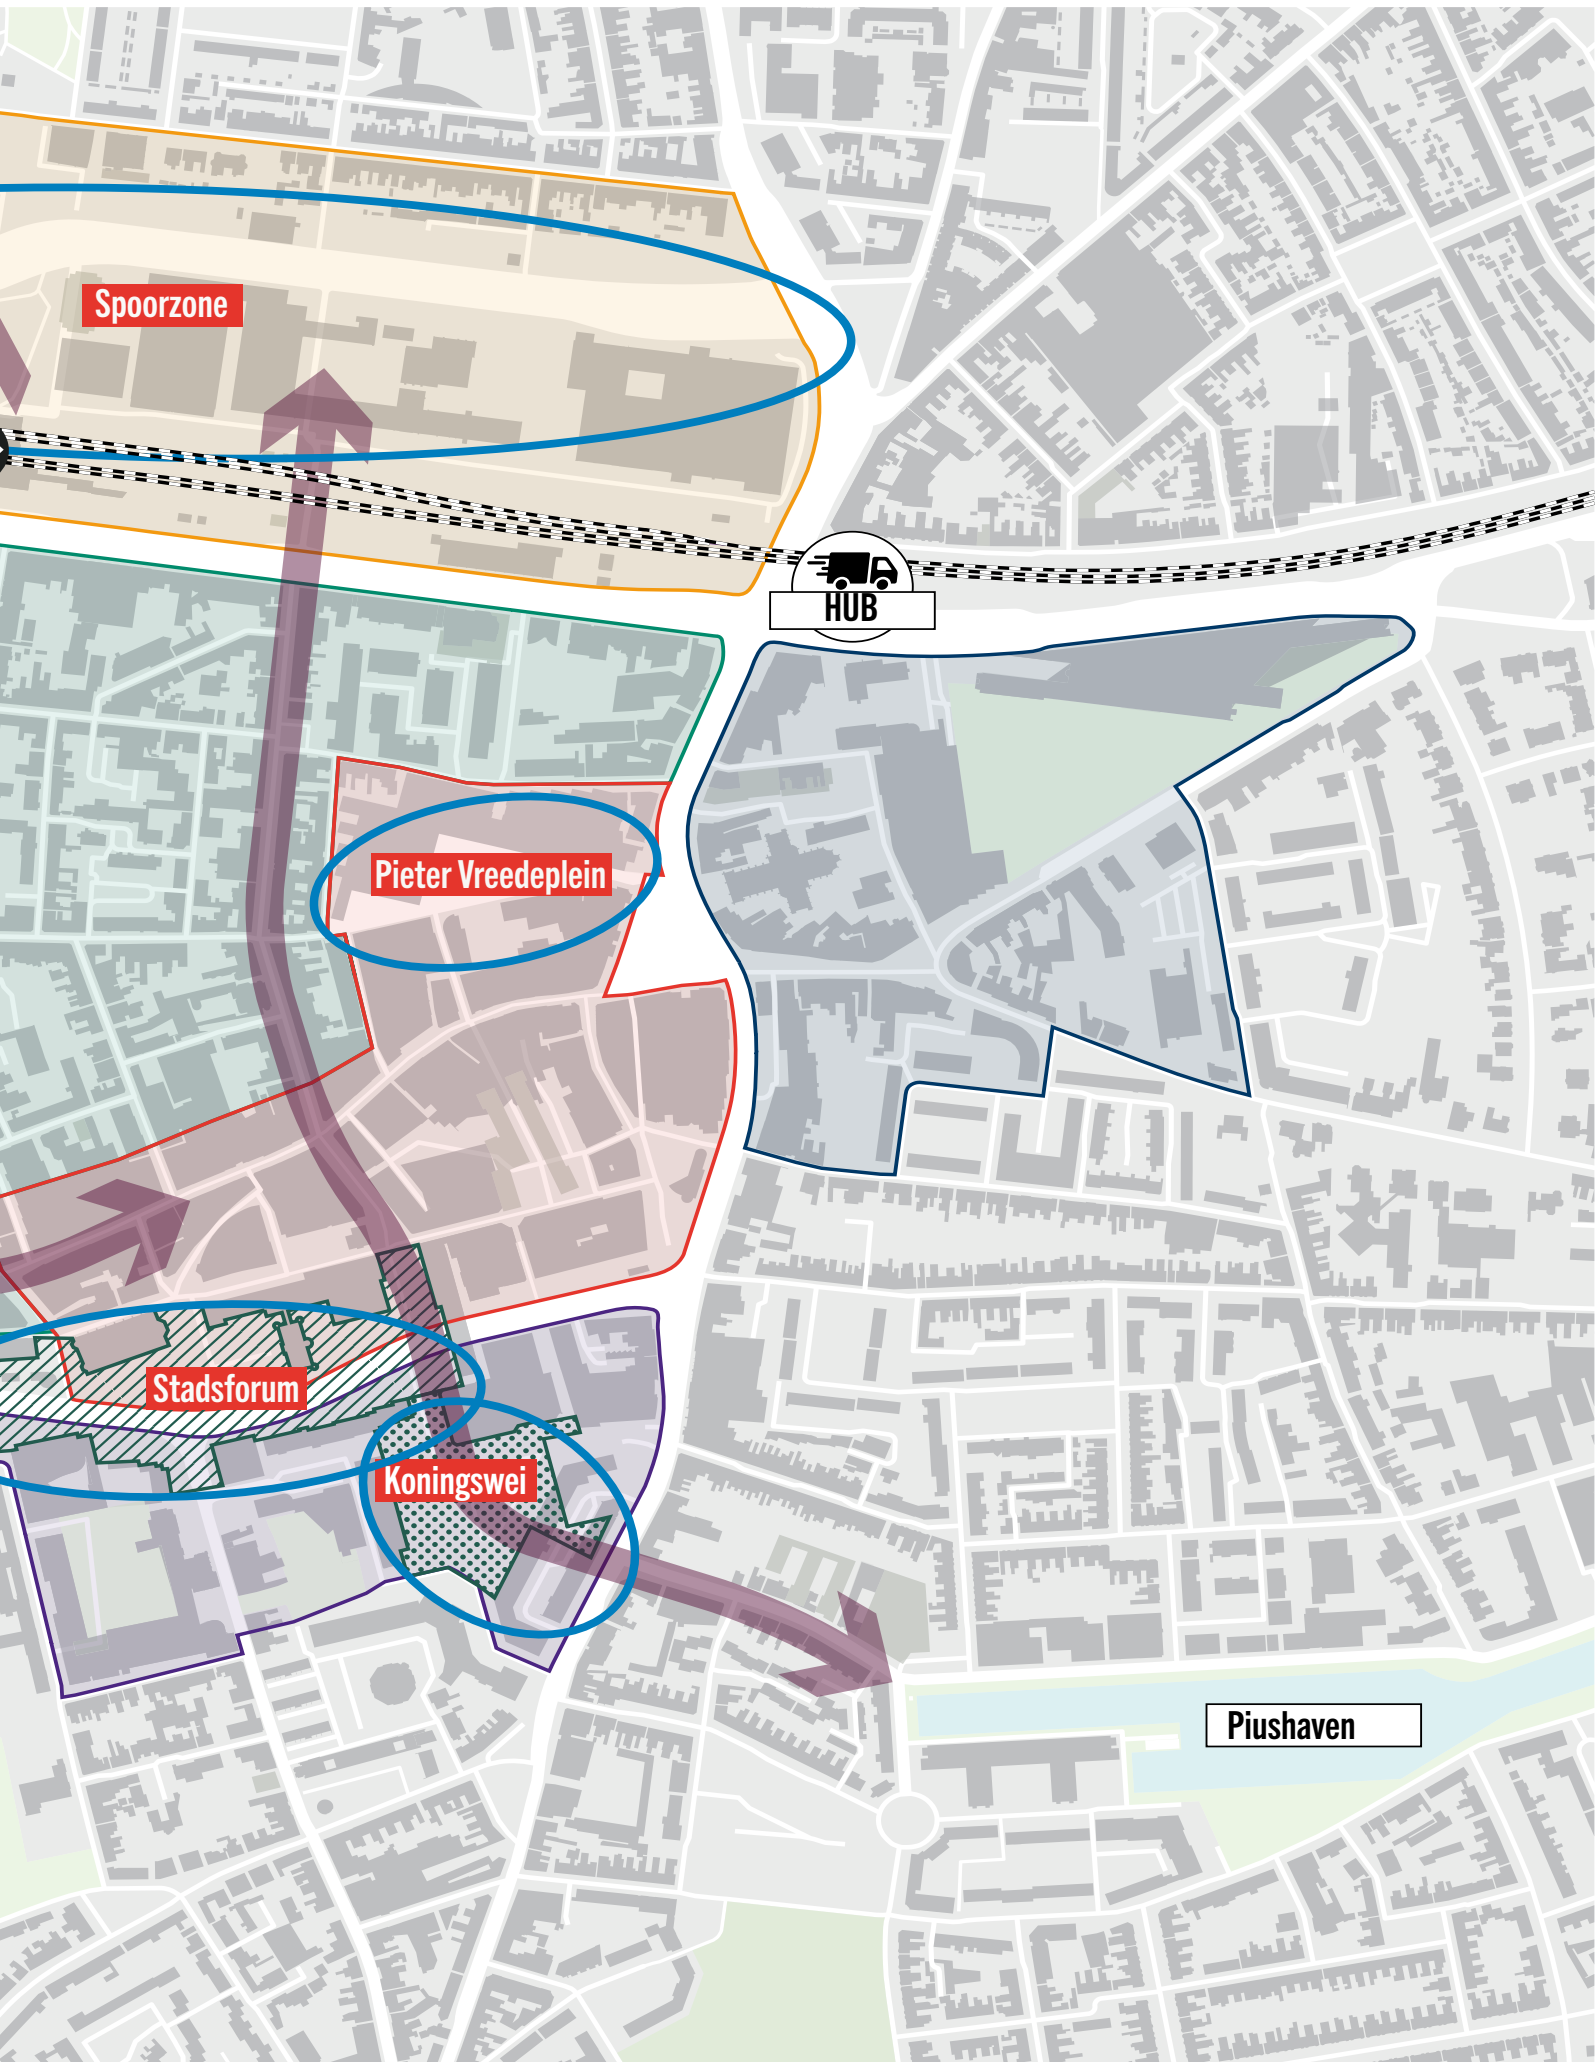 Spoorzone
HUB
Pieter Vreedeplein
Stadsforum
Koningswei
Piushaven